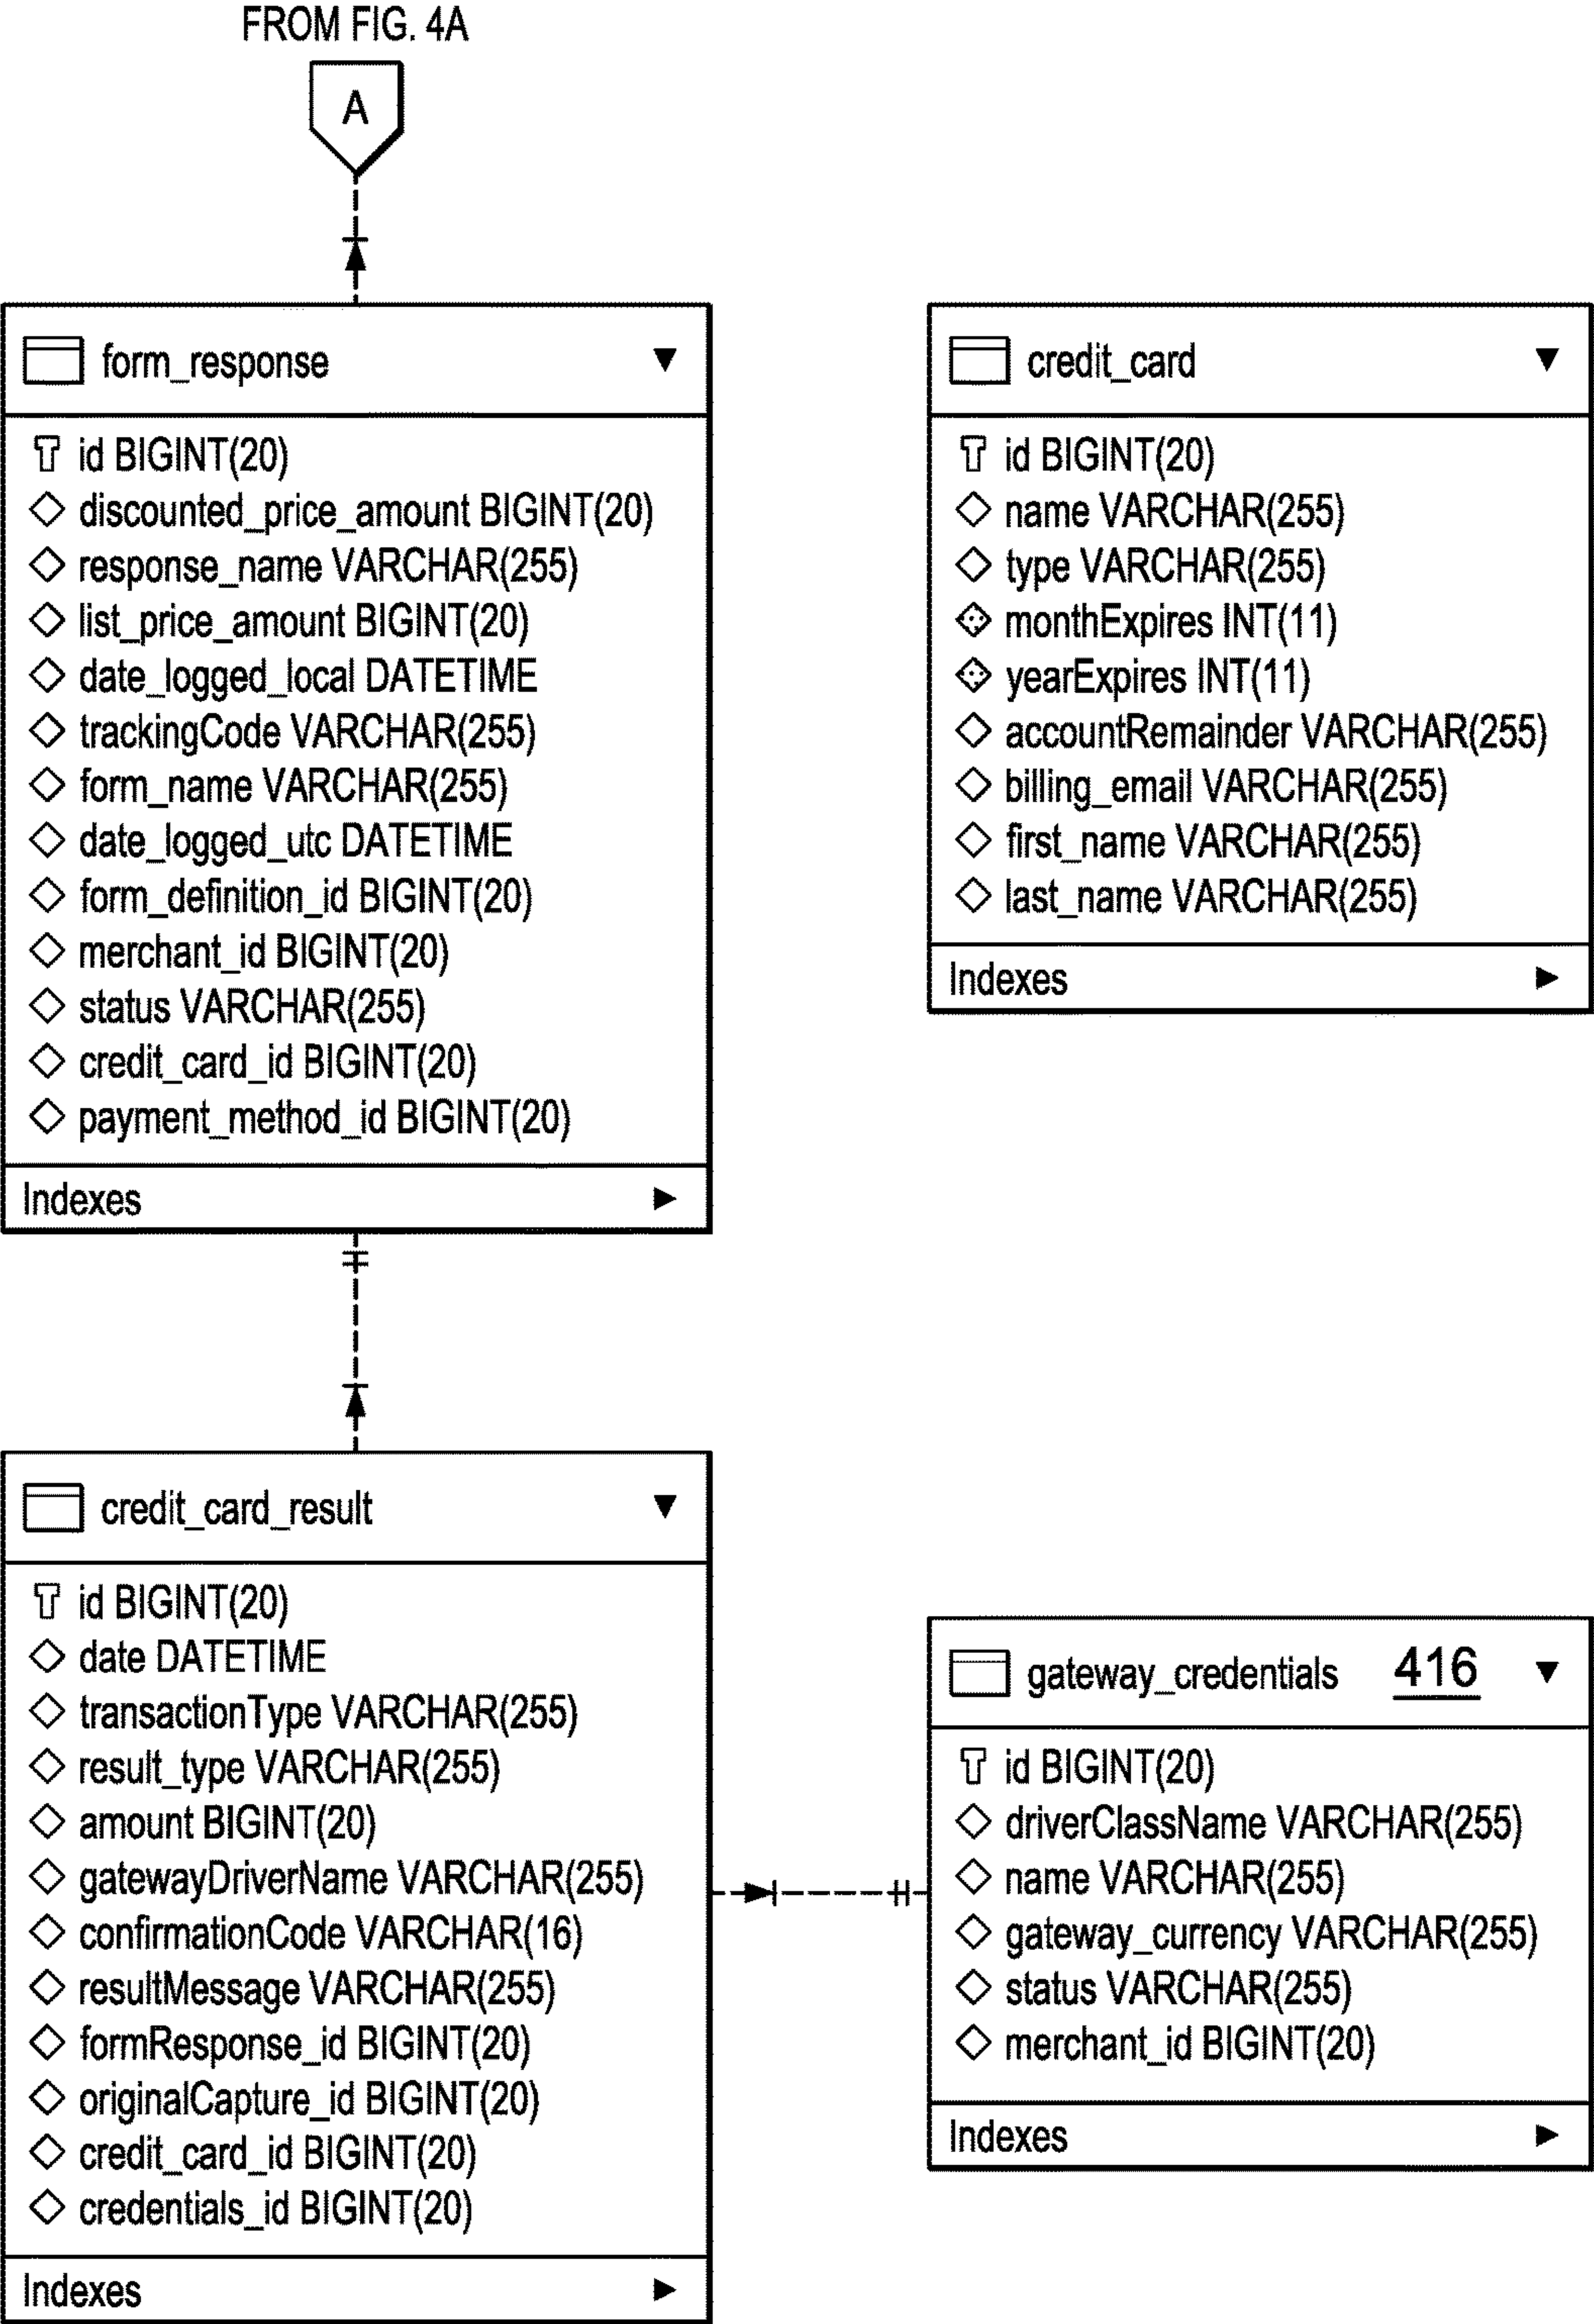 FROM FIG. 4A
A
form_response
id BIGINT(20)
discounted_price_amount BIGINT(20)
response_name VARCHAR(255)
list_price_amount BIGINT(20)
date_logged_local DATETIME
trackingCode VARCHAR(255)
form_name VARCHAR(255)
date_logged_utc DATETIME
form_definition_id BIGINT(20)
merchant_id BIGINT(20)
status VARCHAR(255)
credit_card_id BIGINT(20)
payment_method_id BIGINT(20)
Indexes
credit_card
id BIGINT(20)
name VARCHAR(255)
type VARCHAR(255)
monthExpires INT(11)
yearExpires INT(11)
accountRemainder VARCHAR(255)
billing_email VARCHAR(255)
first_name VARCHAR(255)
last_name VARCHAR(255)
Indexes
credit_card_result
id BIGINT(20)
date DATETIME
transactionType VARCHAR(255)
result_type VARCHAR(255)
amount BIGINT(20)
gatewayDriverName VARCHAR(255)
confirmationCode VARCHAR(16)
resultMessage VARCHAR(255)
formResponse_id BIGINT(20)
originalCapture_id BIGINT(20)
credit_card_id BIGINT(20)
credentials_id BIGINT(20)
Indexes
gateway_credentials 416
id BIGINT(20)
driverClassName VARCHAR(255)
name VARCHAR(255)
gateway_currency VARCHAR(255)
status VARCHAR(255)
merchant_id BIGINT(20)
Indexes